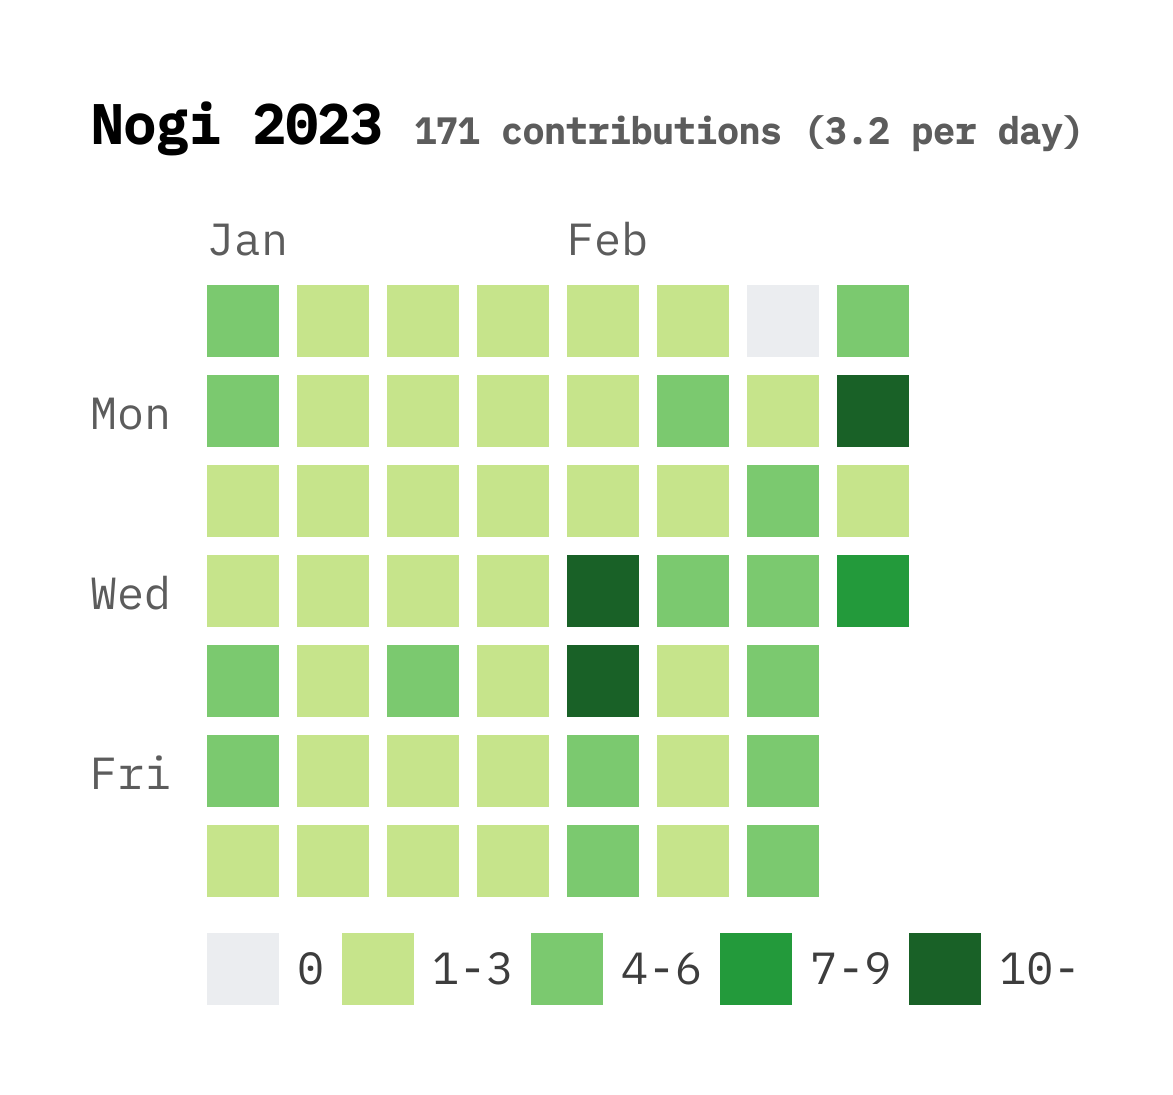 Nogi 2023 171 contributions (3.2 per day)
Jan Feb
Mon
Wed
Fri
0 1-3 4-6 7-9 10-